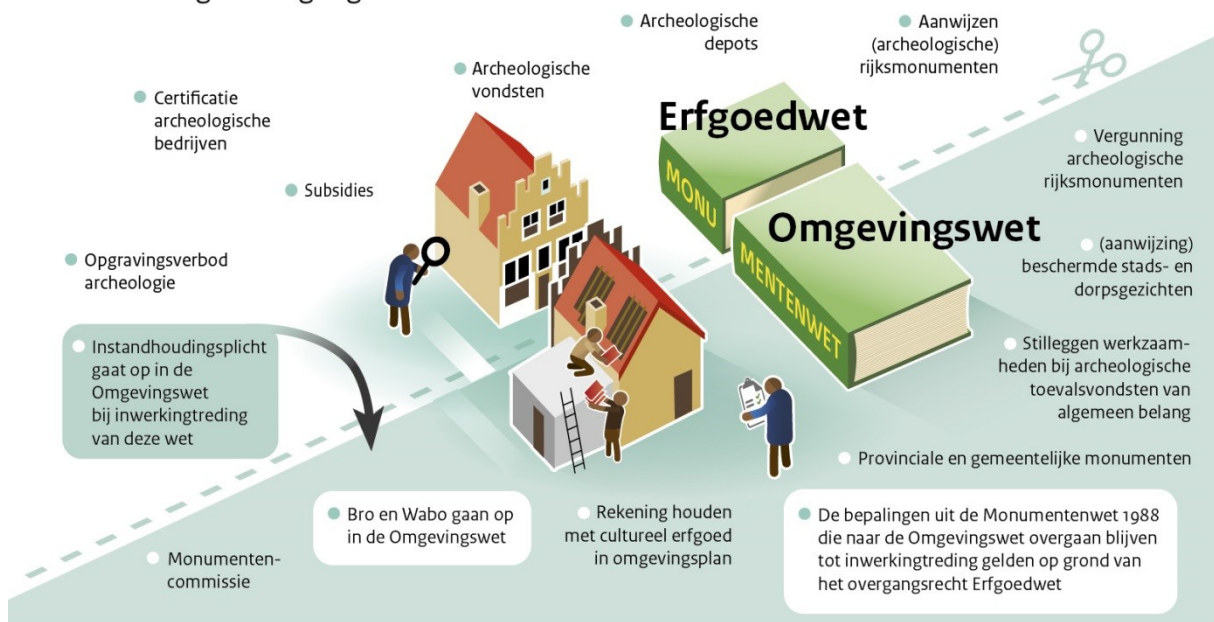 Archeologische
depots
Aanwijzen
(archeologische)
rijksmonumenten
Archeologische
vondsten
Certificatie
archeologische
bedrijven
Subsidies
Opgravingsverbod
archeologie
Erfgoedwet
MONU
Omgevingswet
MENTENWET
Vergunning
archeologische
rijksmonumenten
(aanwijzing)
beschermde stads- en
dorpsgezichten
Stilleggen werkzaam-
heden bij archeologische
toevalsvondsten van
algemeen belang
Provinciale en gemeentelijke monumenten
Instandhoudingsplicht
gaat op in de
Omgevingswet
bij inwerkingtreding
van deze wet
Monumenten-
commissie
Bro en Wabo gaan op
in de Omgevingswet
Rekening houden
met cultureel erfgoed
in omgevingsplan
De bepalingen uit de Monumentenwet 1988
die naar de Omgevingswet overgaan blijven
tot inwerkingtreding gelden op grond van
het overgangsrecht Erfgoedwet